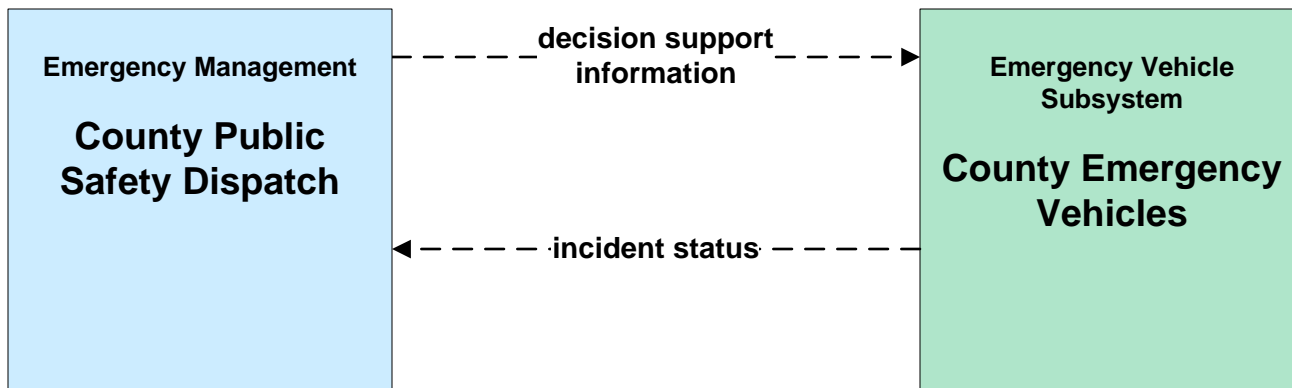 Emergency Management
County Public
Safety Dispatch
decision support
information
incident status
Emergency Vehicle
Subsystem
County Emergency
Vehicles